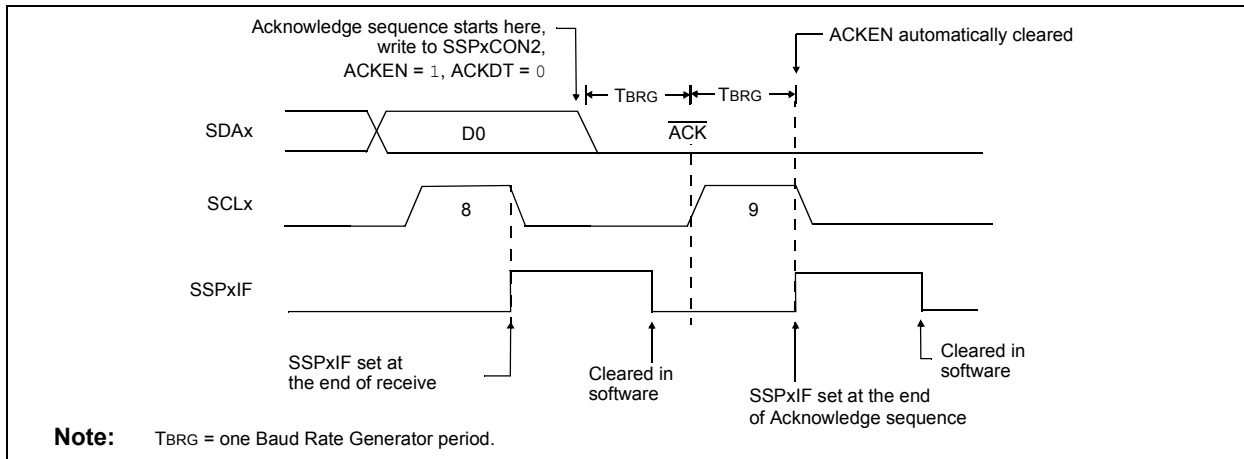 Acknowledge sequence starts here,
write to SSPxCON2,
ACKEN = 1, ACKDT = 0
ACKEN automatically cleared
TBRG
TBRG
SDAx
D0
ACK
SCLx
8
9
SSPxIF
SSPxIF set at
the end of receive
Cleared in
software
SSPxIF set at the end
of Acknowledge sequence
Cleared in
software
Note: TBRG = one Baud Rate Generator period.